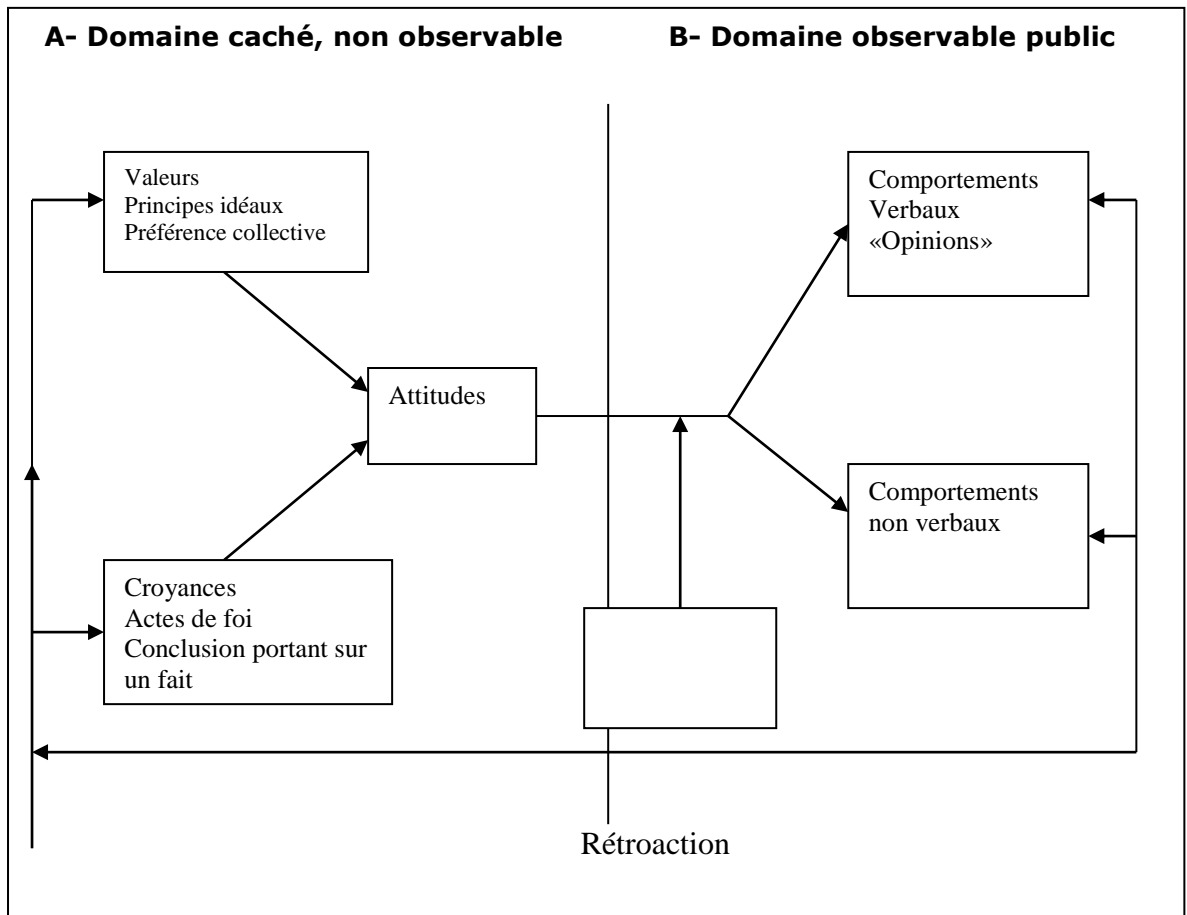 A- Domaine caché, non observable
B- Domaine observable public
Valeurs
Principes idéaux
Préférence collective
Comportements
Verbaux
«Opinions»
Attitudes
Comportements
non verbaux
Croyances
Actes de foi
Conclusion portant sur
un fait
Rétroaction